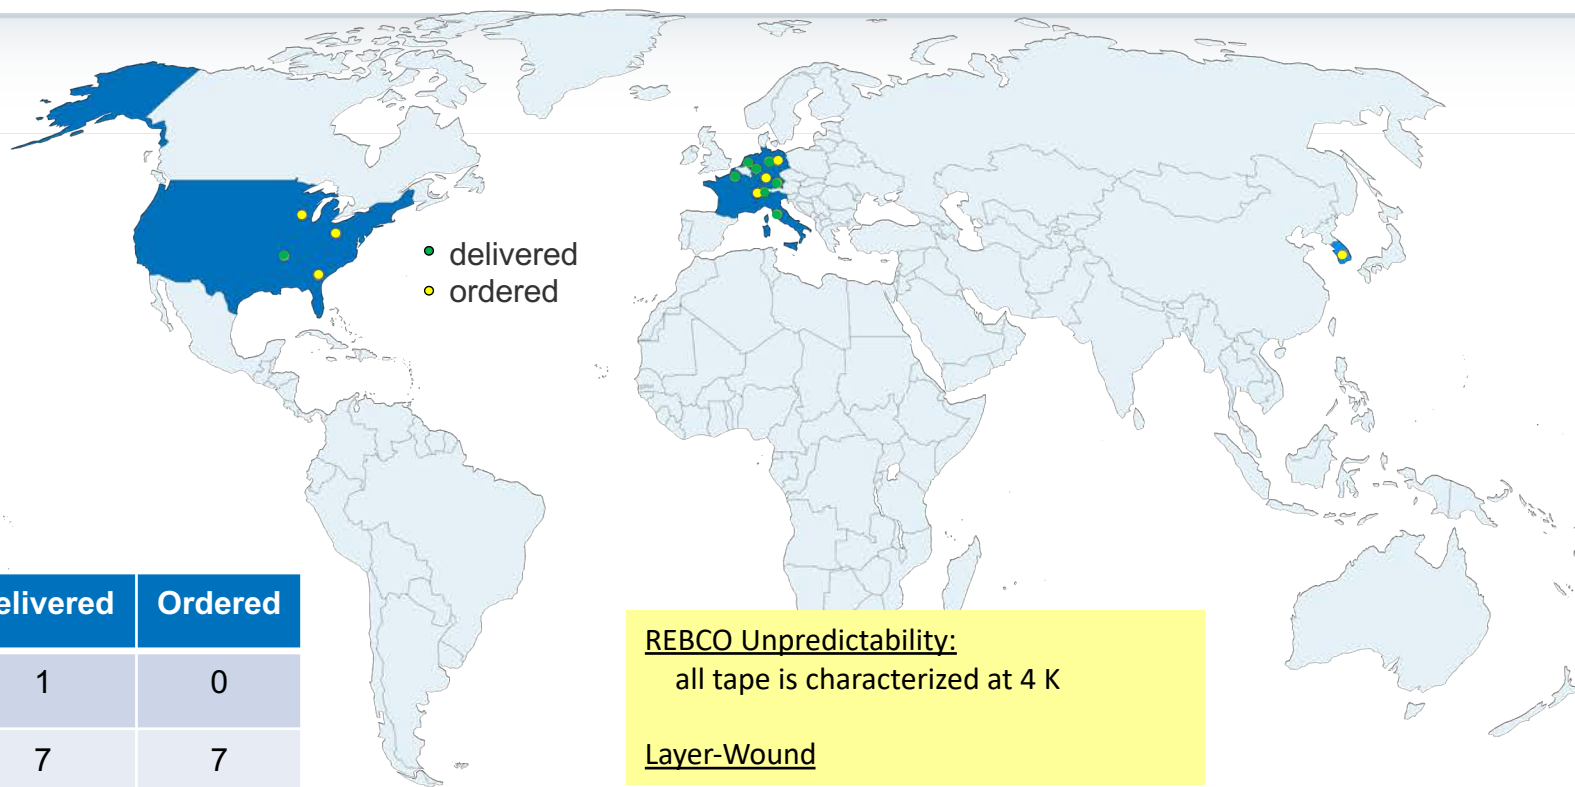 delivered
ordered
elivered Ordered
1 0
7 7
REBCO Unpredictability:
all tape is characterized at 4 K
Layer-Wound